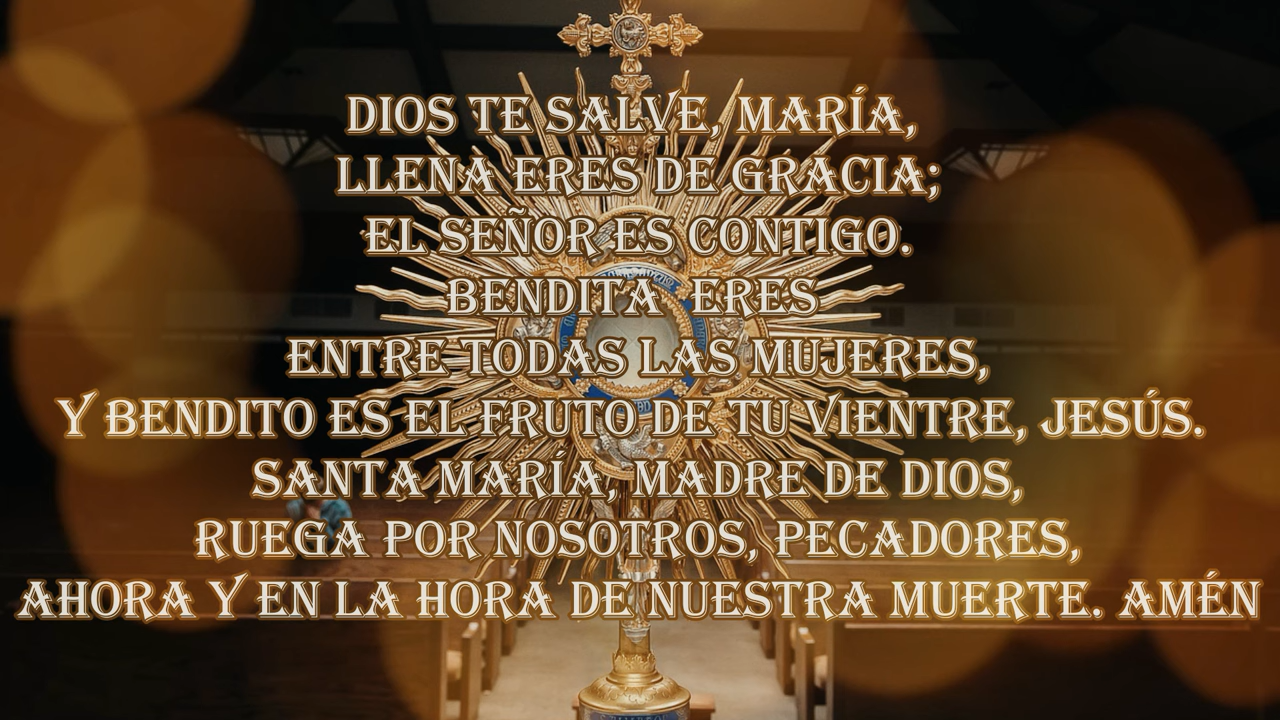 DIOS TE SALVE, MARÍA,
LLENA ERES DE GRACIA;
EL SEÑOR ES CONTIGO.
BENDITA ERES
ENTRE TODAS LAS MUJERES,
Y BENDITO ES EL FRUTO DE TU VIENTRE, JESÚS.
SANTA MARÍA, MADRE DE DIOS,
RUEGA POR NOSOTROS, PECADORES,
AHORA Y EN LA HORA DE NUESTRA MUERTE. AMÉN